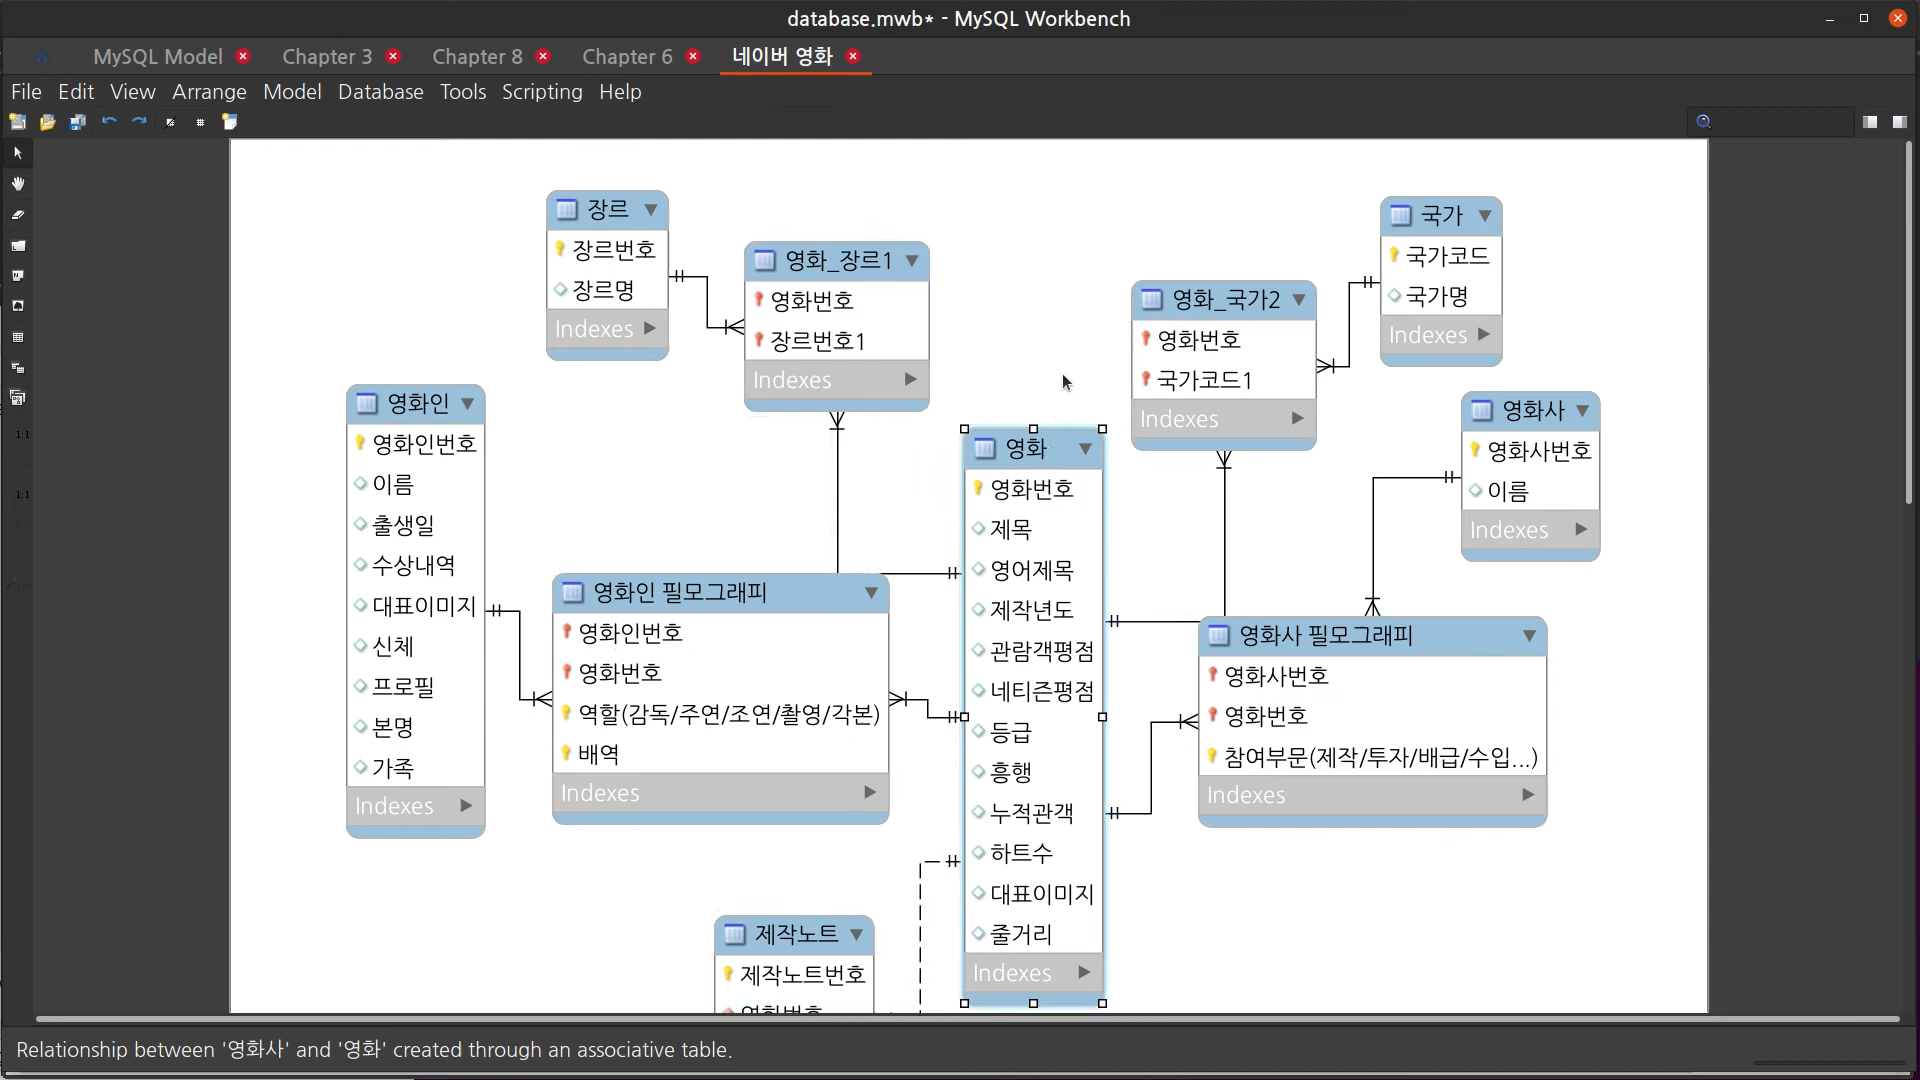 database.mwb* - MySQL Workbench
MySQL Model
Chapter 3
Chapter 8
Chapter 6
네이버 영화
File Edit View Arrange Model Database Tools Scripting Help
장르
장르번호
장르명
Indexes
영화_장르1
영화번호
장르번호1
Indexes
영화_국가2
영화번호
국가코드1
Indexes
국가
국가코드
국가명
Indexes
영화인
영화인번호
이름
출생일
수상내역
대표이미지
신체
프로필
본명
가족
Indexes
영화사
영화사번호
이름
Indexes
영화
영화번호
제목
영어제목
제작년도
관람객평점
네티즌평점
등급
흥행
누적관객
하트수
대표이미지
줄거리
Indexes
영화인 필모그래피
영화인번호
영화번호
역할(감독/주연/조연/촬영/각본)
배역
Indexes
영화사 필모그래피
영화사번호
영화번호
참여부문(제작/투자/배급/수입...)
Indexes
제작노트
제작노트번호
영화번호
1:1
1:1
Relationship between '영화사' and '영화' created through an associative table.